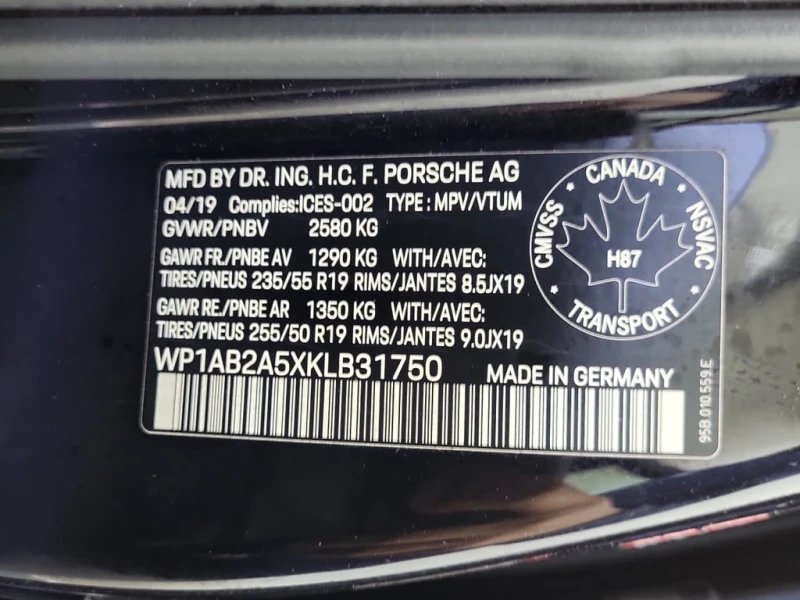 MFD BY DR. ING. H.C. F. PORSCHE AG
04/19 Complies:ICES-002 TYPE : MPV/VTUM
GVWR/PNBV 2580 KG
GAWR FR./PNBE AV 1290 KG WITH/AVEC:
TIRES/PNEUS 235/55 R19 RIMS/JANTES 8.5JX19
GAWR RE./PNBE AR 1350 KG WITH/AVEC:
TIRES/PNEUS 255/50 R19 RIMS/JANTES 9.0JX19
WP1AB2A5XKLB31750 MADE IN GERMANY
CANADA
CMVSS
NSVAC
H87
TRANSPORT
95B.010.559.E